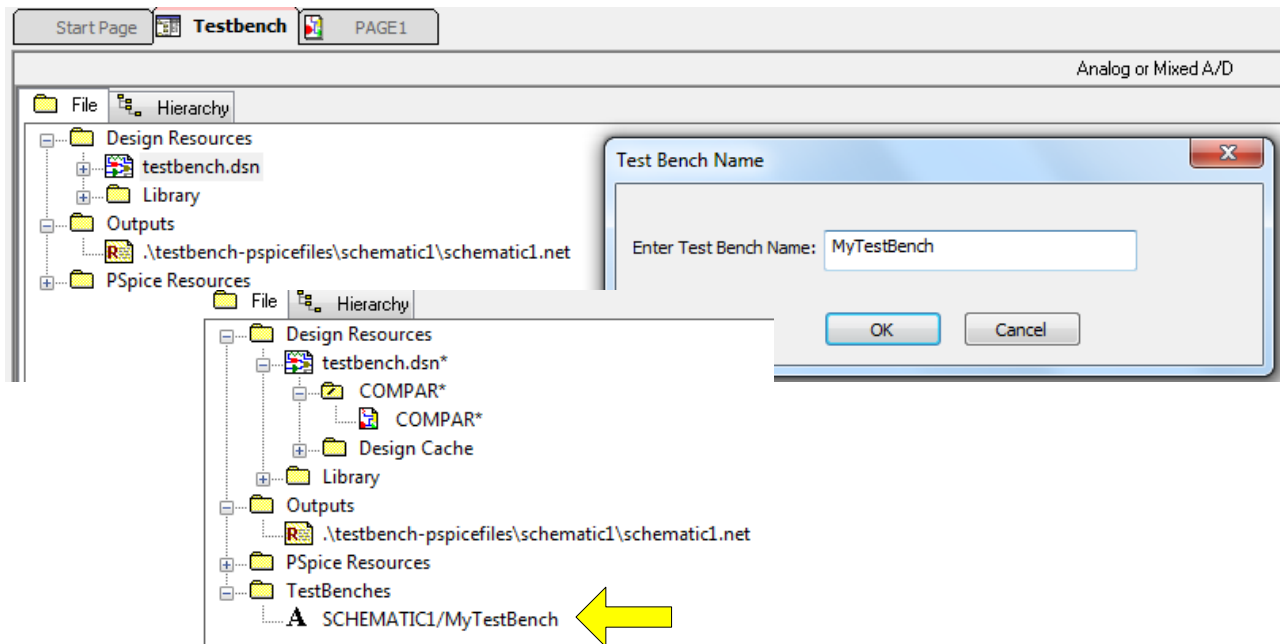 Start Page Testbench PAGE1
Analog or Mixed A/D
File Hierarchy
Design Resources
testbench.dsn
Library
Outputs
.\testbench-pspicefiles\schematic1\schematic1.net
PSpice Resources
Test Bench Name
Enter Test Bench Name: MyTestBench
OK Cancel
File Hierarchy
Design Resources
testbench.dsn*
COMPAR*
COMPAR*
Design Cache
Library
Outputs
.\testbench-pspicefiles\schematic1\schematic1.net
PSpice Resources
TestBenches
A SCHEMATIC1/MyTestBench